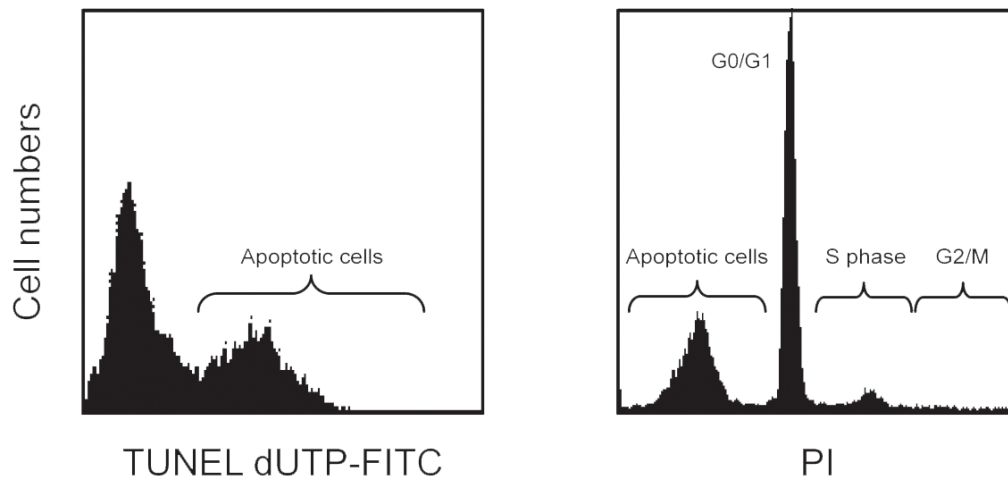 Cell numbers
Apoptotic cells
TUNEL dUTP-FITC
G0/G1
Apoptotic cells
S phase
G2/M
PI